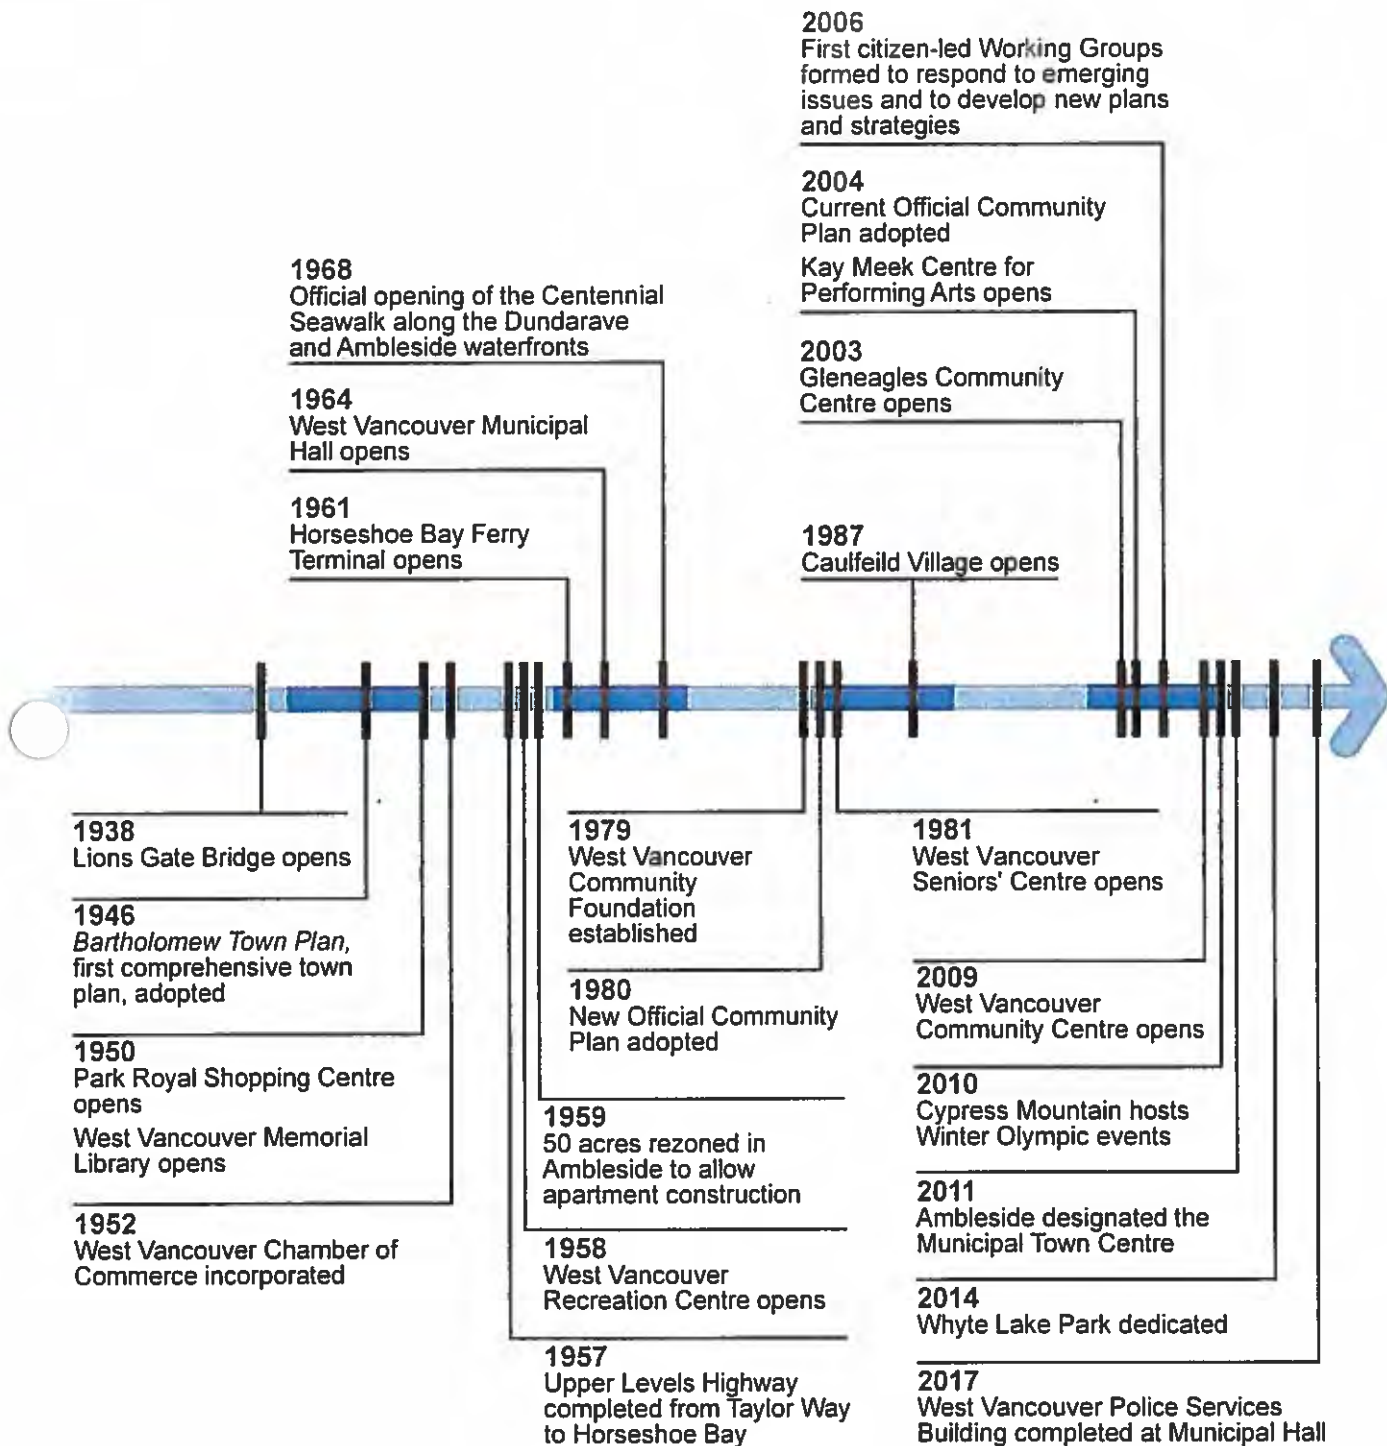 2006
First citizen-led Working Groups
formed to respond to emerging
issues and to develop new plans
and strategies
2004
Current Official Community
Plan adopted
Kay Meek Centre for
Performing Arts opens
1968
Official opening of the Centennial
Seawalk along the Dundarave
and Ambleside waterfronts
2003
Gleneagles Community
Centre opens
1964
West Vancouver Municipal
Hall opens
1961
Horseshoe Bay Ferry
Terminal opens
1987
Caulfeild Village opens
1938
Lions Gate Bridge opens
1946
Bartholomew Town Plan,
first comprehensive town
plan, adopted
1950
Park Royal Shopping Centre
opens
West Vancouver Memorial
Library opens
1952
West Vancouver Chamber of
Commerce incorporated
1979
West Vancouver
Community
Foundation
established
1980
New Official Community
Plan adopted
1959
50 acres rezoned in
Ambleside to allow
apartment construction
1958
West Vancouver
Recreation Centre opens
1957
Upper Levels Highway
completed from Taylor Way
to Horseshoe Bay
1981
West Vancouver
Seniors' Centre opens
2009
West Vancouver
Community Centre opens
2010
Cypress Mountain hosts
Winter Olympic events
2011
Ambleside designated the
Municipal Town Centre
2014
Whyte Lake Park dedicated
2017
West Vancouver Police Services
Building completed at Municipal Hall